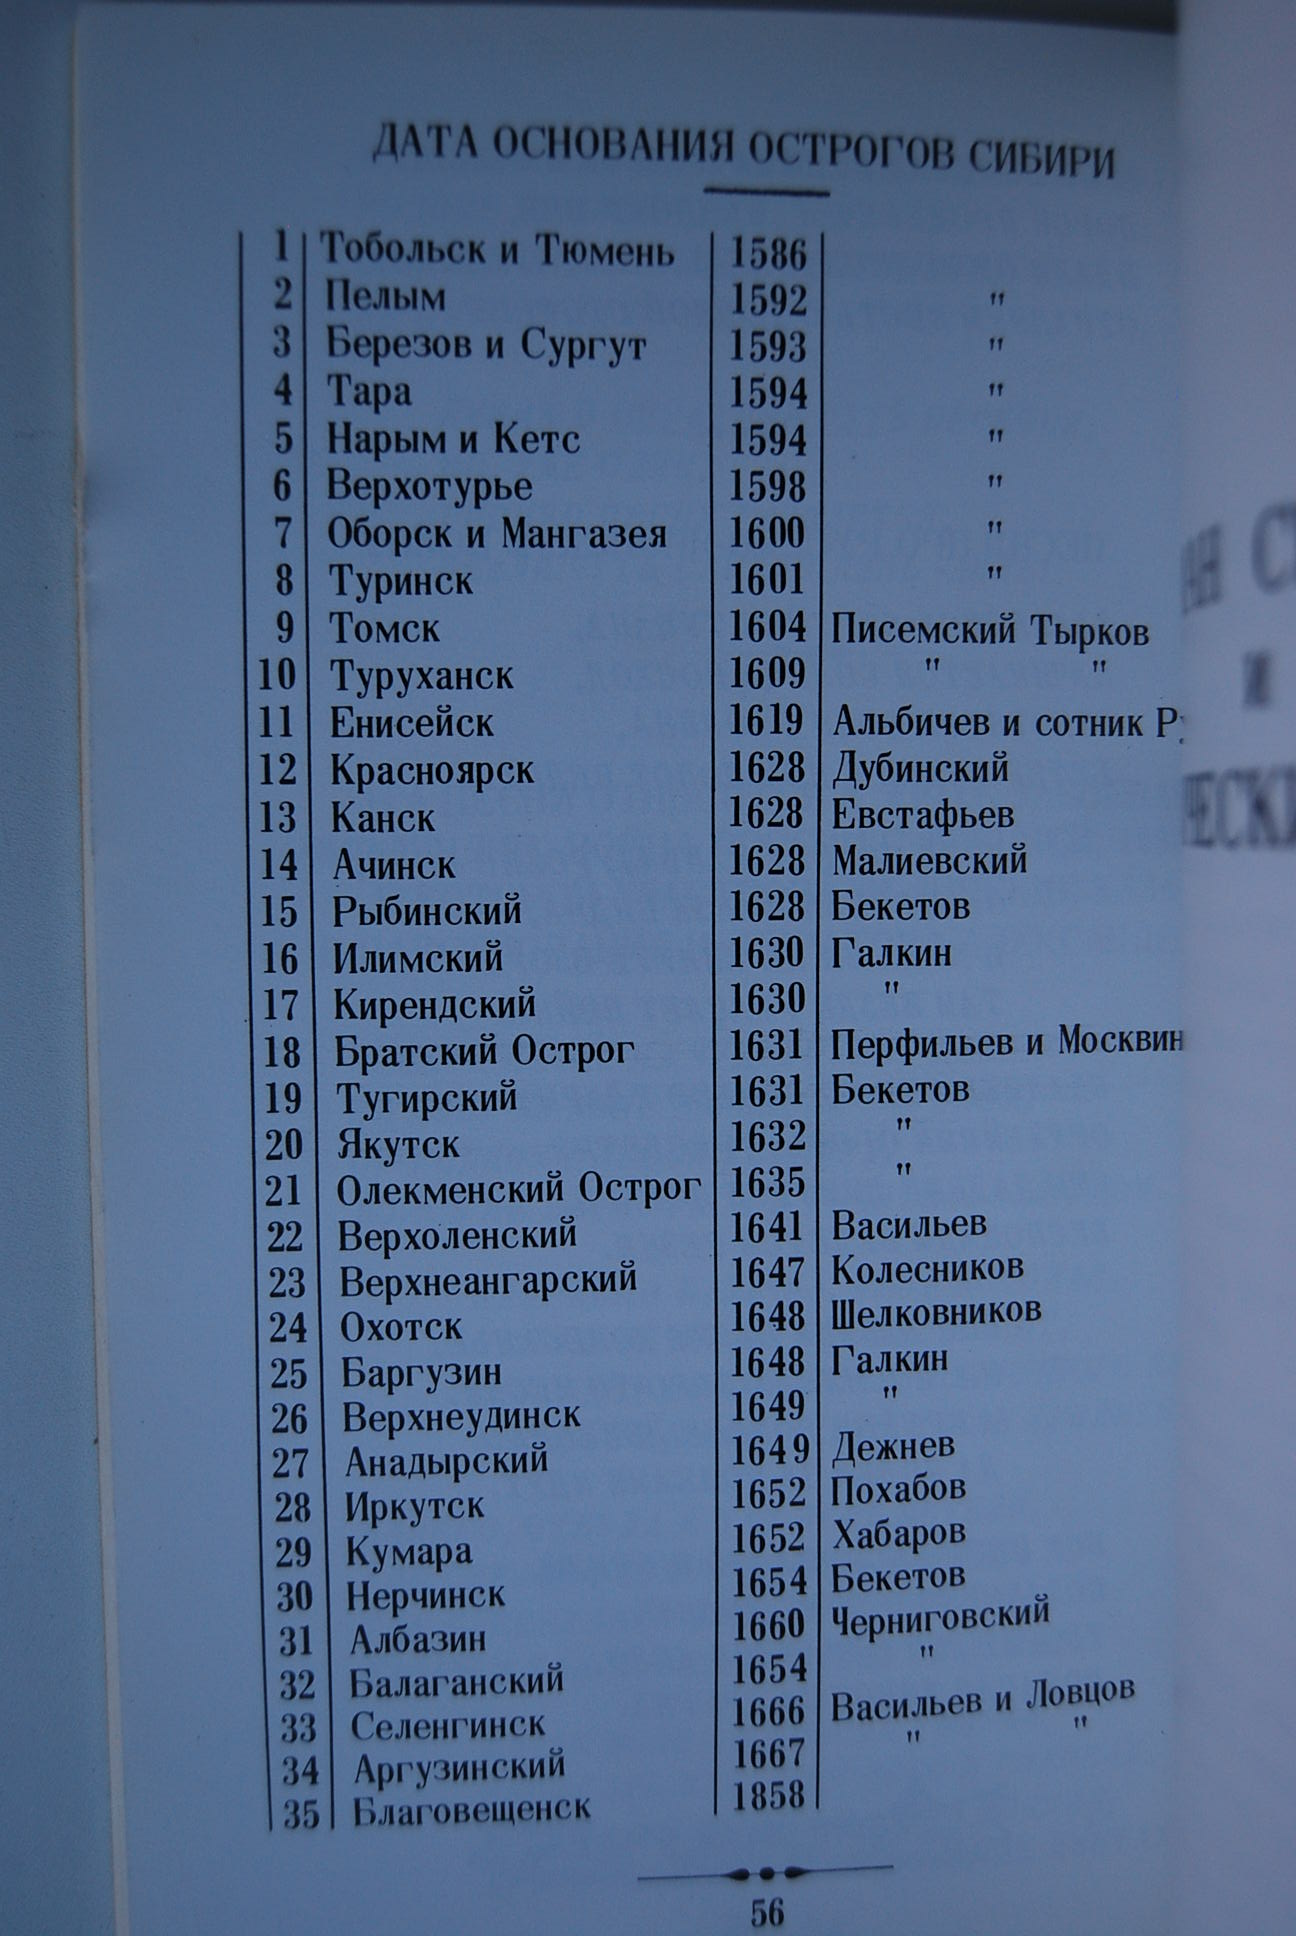 ДАТА ОСНОВАНИЯ ОСТРОГОВ СИБИРИ
1 Тобольск и Тюмень 1586
2 Пелым 1592 "
3 Березов и Сургут 1593 "
4 Тара 1594 "
5 Нарым и Кетс 1594 "
6 Верхотурье 1598 "
7 Оборск и Мангазея 1600 "
8 Туринск 1601 "
9 Томск 1604 Писемский Тырков
10 Туруханск 1609 " "
11 Енисейск 1619 Альбичев и сотник
12 Красноярск 1628 Дубинский
13 Канск 1628 Евстафьев
14 Ачинск 1628 Малиевский
15 Рыбинский 1628 Бекетов
16 Илимский 1630 Галкин
17 Кирендский 1630 "
18 Братский Острог 1631 Перфильев и Москвин
19 Тугирский 1631 Бекетов
20 Якутск 1632 "
21 Олекменский Острог 1635 "
22 Верхоленский 1641 Васильев
23 Верхнеангарский 1647 Колесников
24 Охотск 1648 Шелковников
25 Баргузин 1648 Галкин
26 Верхнеудинск 1649 "
27 Анадырский 1649 Дежнев
28 Иркутск 1652 Похабов
29 Кумара 1652 Хабаров
30 Нерчинск 1654 Бекетов
31 Албазин 1660 Черниговский
32 Балаганский 1654 "
33 Селенгинск 1666 Васильев и Ловцов
34 Аргузинский 1667 " "
35 Благовещенск 1858
56
и